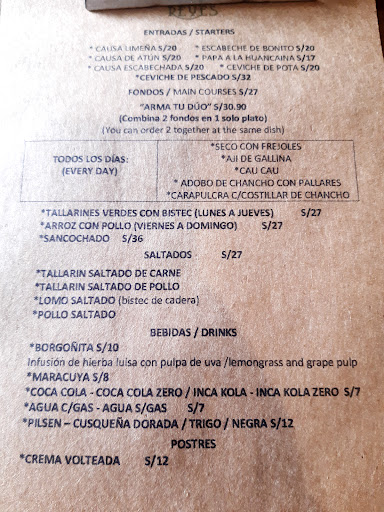 REYES
ENTRADAS / STARTERS
* CAUSA LIMEÑA S/20 * ESCABECHE DE BONITO S/20
* CAUSA DE ATÚN S/20 * PAPA A LA HUANCAINA S/17
* CAUSA ESCABECHADA S/20 * CEVICHE DE POTA S/20
*CEVICHE DE PESCADO S/32
FONDOS / MAIN COURSES S/27
"ARMA TU DÚO" S/30.90
(Combina 2 fondos en 1 solo plato)
(You can order 2 together at the same dish)
TODOS LOS DÍAS:
(EVERY DAY)
*SECO CON FREJOLES
*AJI DE GALLINA
*CAU CAU
* ADOBO DE CHANCHO CON PALLARES
*CARAPULCRA C/COSTILLAR DE CHANCHO
*TALLARINES VERDES CON BISTEC (LUNES A JUEVES) S/27
*ARROZ CON POLLO (VIERNES A DOMINGO) S/27
*SANCOCHADO S/36
SALTADOS S/27
*TALLARIN SALTADO DE CARNE
*TALLARIN SALTADO DE POLLO
*LOMO SALTADO (bistec de cadera)
*POLLO SALTADO
BEBIDAS / DRINKS
*BORGOÑITA S/10
Infusión de hierba luisa con pulpa de uva /lemongrass and grape pulp
*MARACUYA S/8
*COCA COLA - COCA COLA ZERO / INCA KOLA - INKA KOLA ZERO S/7
*AGUA C/GAS - AGUA S/GAS S/7
*PILSEN – CUSQUEÑA DORADA / TRIGO / NEGRA S/12
POSTRES
*CREMA VOLTEADA S/12